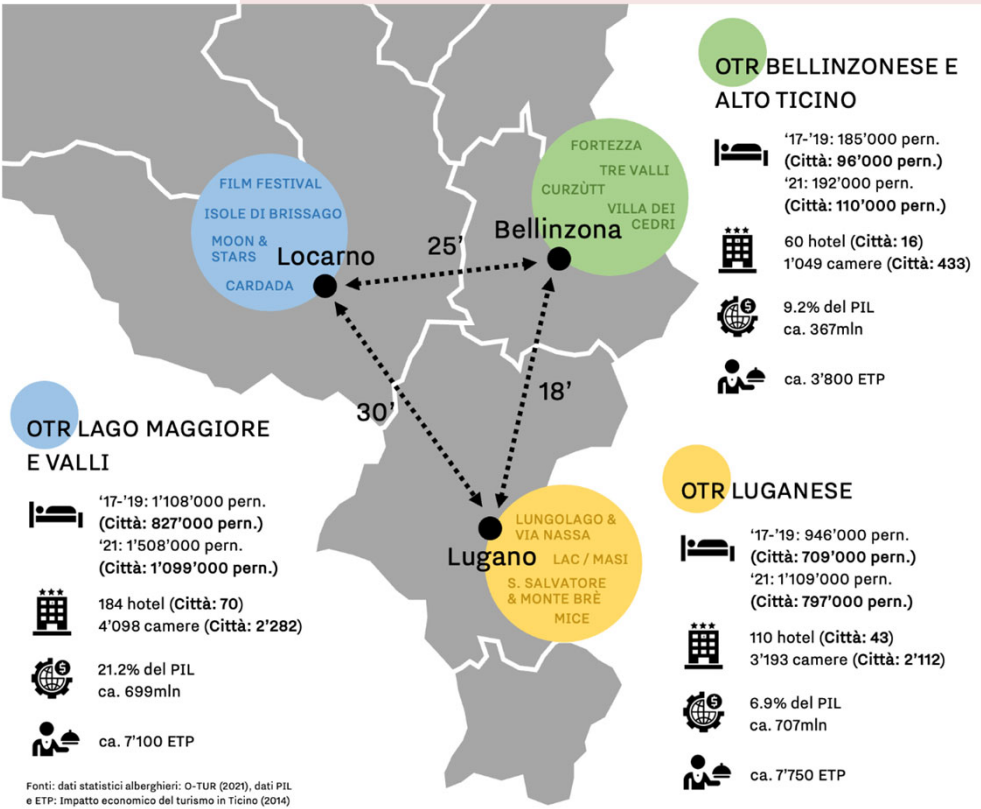 OTR BELLINZONESE E
ALTO TICINO
'17-'19: 185'000 pern.
(Città: 96'000 pern.)
'21: 192'000 pern.
(Città: 110'000 pern.)
60 hotel (Città: 16)
1'049 camere (Città: 433)
9.2% del PIL
ca. 367mln
ca. 3'800 ETP
FORTEZZA
TRE VALLI
CURZÙTT
VILLA DEI
CEDRI
Bellinzona
FILM FESTIVAL
ISOLE DI BRISSAGO
MOON &
STARS
Locarno
CARDADA
25'
30'
18'
OTR LAGO MAGGIORE
E VALLI
'17-'19: 1'108'000 pern.
(Città: 827'000 pern.)
'21: 1'508'000 pern.
(Città: 1'099'000 pern.)
184 hotel (Città: 70)
4'098 camere (Città: 2'282)
21.2% del PIL
ca. 699mln
ca. 7'100 ETP
LUNGOLAGO &
VIA NASSA
Lugano
LAC / MASI
S. SALVATORE
& MONTE BRÈ
MICE
OTR LUGANESE
'17-'19: 946'000 pern.
(Città: 709'000 pern.)
'21: 1'109'000 pern.
(Città: 797'000 pern.)
110 hotel (Città: 43)
3'193 camere (Città: 2'112)
6.9% del PIL
ca. 707mln
ca. 7'750 ETP
Fonti: dati statistici alberghieri: O-TUR (2021), dati PIL
e ETP: Impatto economico del turismo in Ticino (2014)